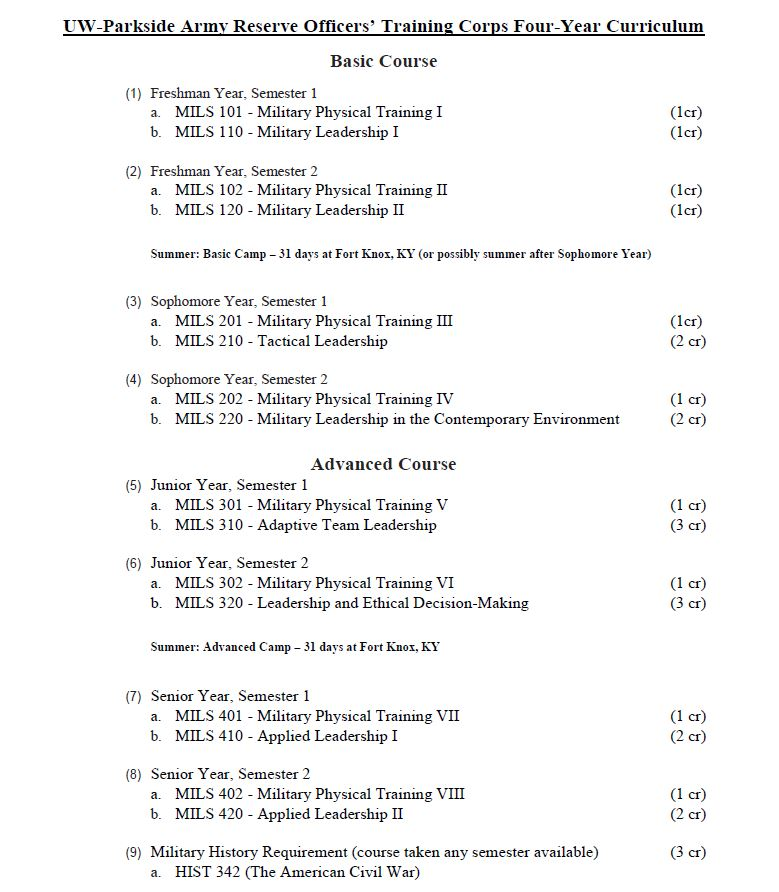 UW-Parkside Army Reserve Officers' Training Corps Four-Year Curriculum
Basic Course
(1) Freshman Year, Semester 1
a. MILS 101 - Military Physical Training I (1cr)
b. MILS 110 - Military Leadership I (1cr)
(2) Freshman Year, Semester 2
a. MILS 102 - Military Physical Training II (1cr)
b. MILS 120 - Military Leadership II (1cr)
Summer: Basic Camp – 31 days at Fort Knox, KY (or possibly summer after Sophomore Year)
(3) Sophomore Year, Semester 1
a. MILS 201 - Military Physical Training III (1cr)
b. MILS 210 - Tactical Leadership (2 cr)
(4) Sophomore Year, Semester 2
a. MILS 202 - Military Physical Training IV (1 cr)
b. MILS 220 - Military Leadership in the Contemporary Environment (2 cr)
Advanced Course
(5) Junior Year, Semester 1
a. MILS 301 - Military Physical Training V (1 cr)
b. MILS 310 - Adaptive Team Leadership (3 cr)
(6) Junior Year, Semester 2
a. MILS 302 - Military Physical Training VI (1 cr)
b. MILS 320 - Leadership and Ethical Decision-Making (3 cr)
Summer: Advanced Camp – 31 days at Fort Knox, KY
(7) Senior Year, Semester 1
a. MILS 401 - Military Physical Training VII (1 cr)
b. MILS 410 - Applied Leadership I (2 cr)
(8) Senior Year, Semester 2
a. MILS 402 - Military Physical Training VIII (1 cr)
b. MILS 420 - Applied Leadership II (2 cr)
(9) Military History Requirement (course taken any semester available) (3 cr)
a. HIST 342 (The American Civil War)